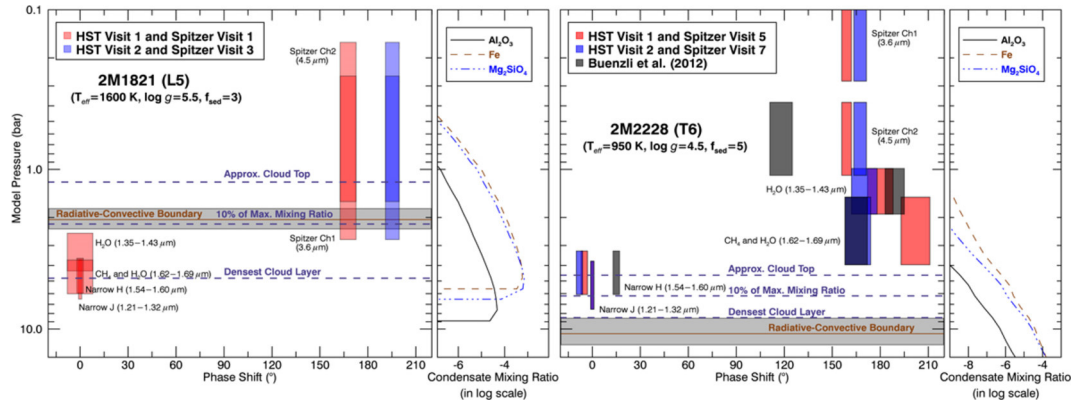 HST Visit 1 and Spitzer Visit 1
HST Visit 2 and Spitzer Visit 3
2M1821 (L5)
(Teff=1600 K, log g=5.5, fsed=3)
Spitzer Ch2
(4.5 μm)
Approx. Cloud Top
Radiative-Convective Boundary
10% of Max. Mixing Ratio
Spitzer Ch1
(3.6 μm)
H2O (1.35−1.43 μm)
CH4 and H2O (1.62−1.69 μm)
Densest Cloud Layer
Narrow H (1.54−1.60 μm)
Narrow J (1.21−1.32 μm)
0.1
1.0
10.0
Model Pressure (bar)
0 30 60 90 120 150 180 210
Phase Shift (°)
Al2O3
Fe
Mg2SiO4
-8 -6 -4 -2
Condensate Mixing Ratio
(in log scale)
HST Visit 1 and Spitzer Visit 5
HST Visit 2 and Spitzer Visit 7
Buenzli et al. (2012)
Spitzer Ch1
(3.6 μm)
2M2228 (T6)
(Teff=950 K, log g=4.5, fsed=5)
Spitzer Ch2
(4.5 μm)
H2O (1.35−1.43 μm)
CH4 and H2O (1.62−1.69 μm)
Approx. Cloud Top
Narrow H (1.54−1.60 μm)
10% of Max. Mixing Ratio
Narrow J (1.21−1.32 μm)
Densest Cloud Layer
Radiative-Convective Boundary
0 30 60 90 120 150 180 210
Phase Shift (°)
Al2O3
Fe
Mg2SiO4
-8 -6 -4 -2
Condensate Mixing Ratio
(in log scale)